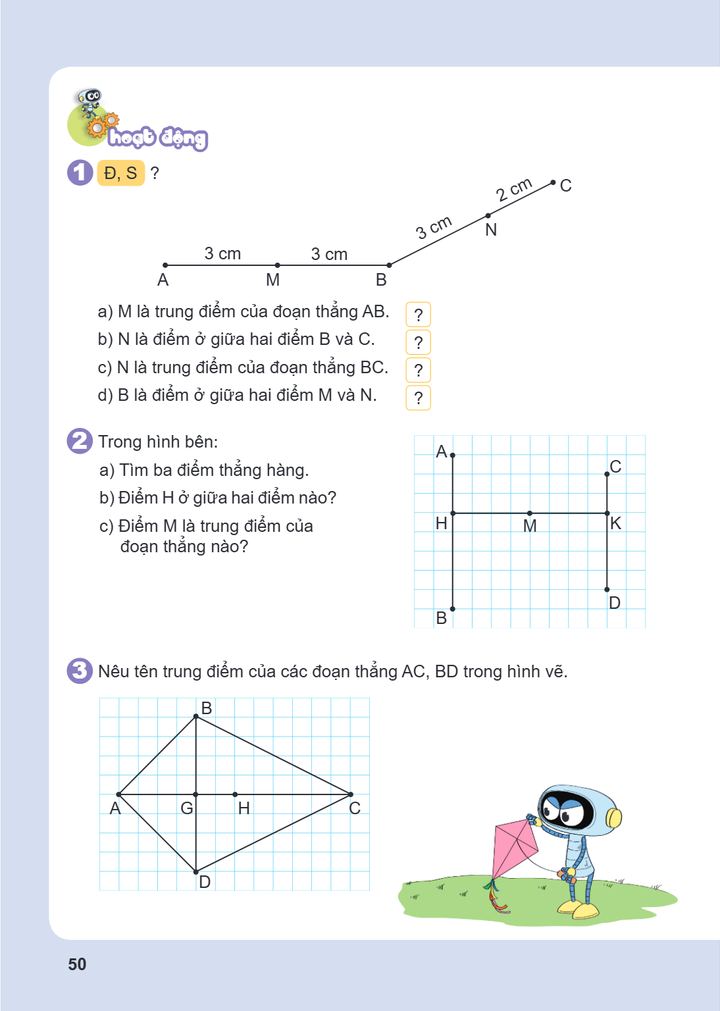 hoạt động
1 Đ, S ?
2 cm
C
3 cm
N
3 cm
3 cm
A
M
B
a) M là trung điểm của đoạn thẳng AB. ?
b) N là điểm ở giữa hai điểm B và C. ?
c) N là trung điểm của đoạn thẳng BC. ?
d) B là điểm ở giữa hai điểm M và N. ?
2 Trong hình bên:
a) Tìm ba điểm thẳng hàng.
b) Điểm H ở giữa hai điểm nào?
c) Điểm M là trung điểm của
đoạn thẳng nào?
A
C
H
M
K
D
B
3 Nêu tên trung điểm của các đoạn thẳng AC, BD trong hình vẽ.
B
A
G
H
C
D
50